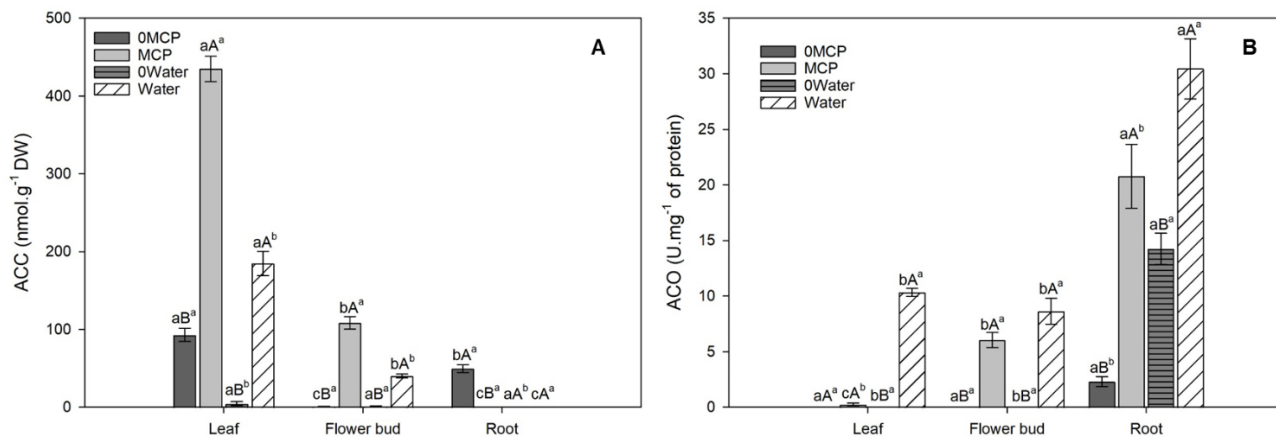 A
ACC (nmol.g⁻¹ DW)
500
400
300
200
100
0
0MCP
MCP
0Water
Water
aBᵃ
aAᵃ
aBᵇ
aAᵇ
cBᵃ
bAᵃ
aBᵃ
bAᵇ
bAᵃ
cBᵃ
aAᵇ
cAᵃ
Leaf
Flower bud
Root
B
ACO (U.mg⁻¹ of protein)
35
30
25
20
15
10
5
0
0MCP
MCP
0Water
Water
aAᵃ
cAᵇ
bBᵃ
bAᵃ
aBᵃ
bAᵃ
bBᵃ
bAᵃ
aBᵇ
aAᵇ
aBᵃ
aAᵃ
Leaf
Flower bud
Root